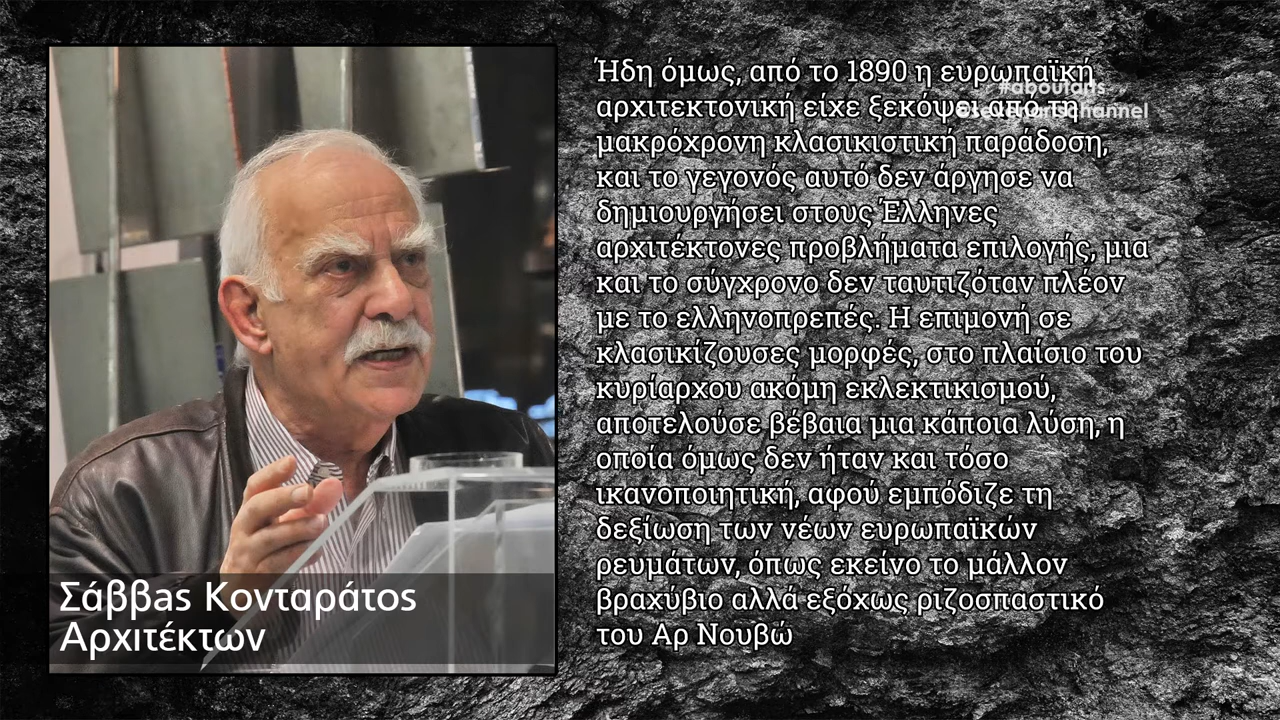 Ήδη όμως, από το 1890 η ευρωπαϊκή
αρχιτεκτονική είχε ξεκόψει από τη
μακρόχρονη κλασικιστική παράδοση,
και το γεγονός αυτό δεν άργησε να
δημιουργήσει στους Έλληνες
αρχιτέκτονες προβλήματα επιλογής, μια
και το σύγχρονο δεν ταυτιζόταν πλέον
με το ελληνοπρεπές. Η επιμονή σε
κλασικίζουσες μορφές, στο πλαίσιο του
κυρίαρχου ακόμη εκλεκτικισμού,
αποτελούσε βέβαια μια κάποια λύση, η
οποία όμως δεν ήταν και τόσο
ικανοποιητική, αφού εμπόδιζε τη
δεξίωση των νέων ευρωπαϊκών
ρευμάτων, όπως εκείνο το μάλλον
βραχύβιο αλλά εξόχως ριζοσπαστικό
του Αρ Νουβώ
#aboutarts
Σάββας Κονταράτος
Αρχιτέκτων